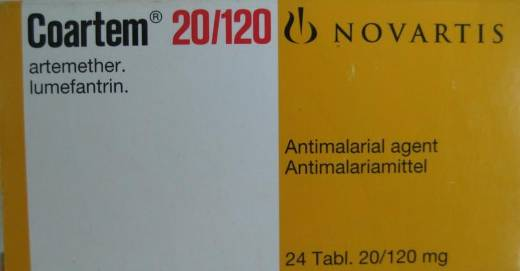 Coartem® 20/120
artemether.
lumefantrin.
NOVARTIS
Antimalarial agent
Antimalariamittel
24 Tabl. 20/120 mg